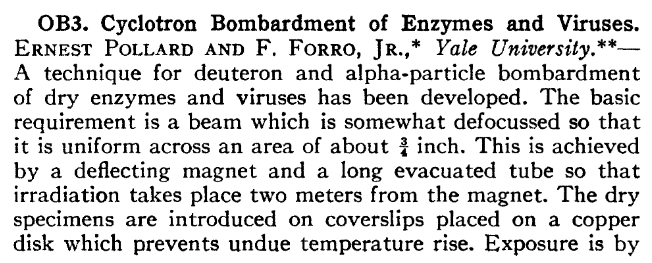 OB3. Cyclotron Bombardment of Enzymes and Viruses.
ERNEST POLLARD AND F. FORRO, JR.,* Yale University.**—
A technique for deuteron and alpha-particle bombardment
of dry enzymes and viruses has been developed. The basic
requirement is a beam which is somewhat defocussed so that
it is uniform across an area of about ¾ inch. This is achieved
by a deflecting magnet and a long evacuated tube so that
irradiation takes place two meters from the magnet. The dry
specimens are introduced on coverslips placed on a copper
disk which prevents undue temperature rise. Exposure is by